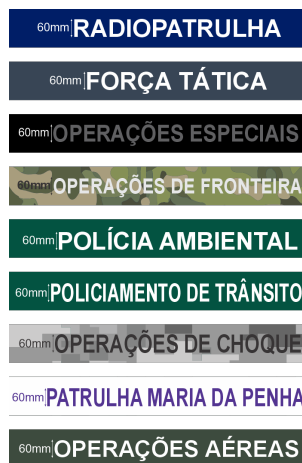 60mm RADIOPATRULHA
60mm FORÇA TÁTICA
60mm OPERAÇÕES ESPECIAIS
60mm OPERAÇÕES DE FRONTEIRA
60mm POLÍCIA AMBIENTAL
60mm POLICIAMENTO DE TRÂNSITO
60mm OPERAÇÕES DE CHOQUE
60mm PATRULHA MARIA DA PENHA
60mm OPERAÇÕES AÉREAS